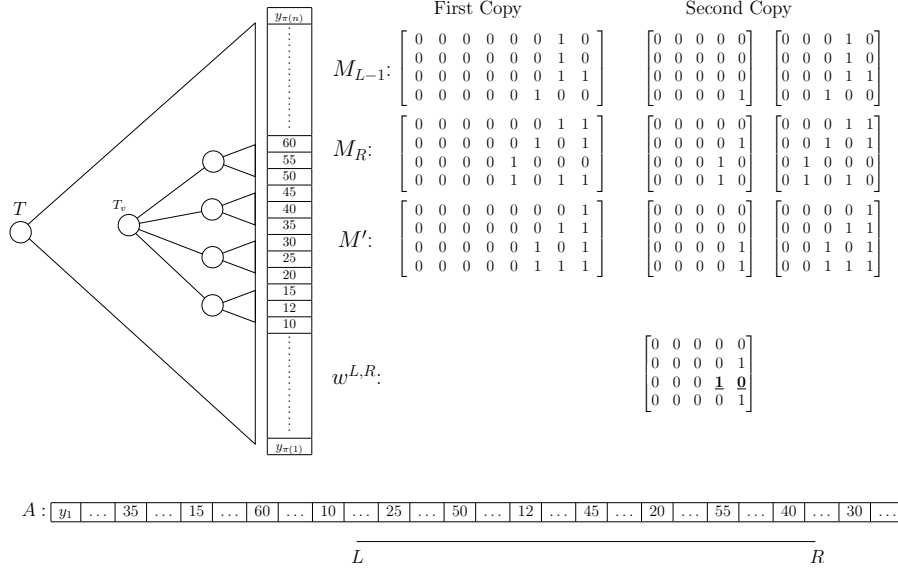 T
T_v
y_{π(n)}
60
55
50
45
40
35
30
25
20
15
12
10
y_{π(1)}
First Copy Second Copy
M_{L−1}:
0 0 0 0 0 0 1 0 0 0 0 0 0 0 0 0 1 0
0 0 0 0 0 0 1 0 0 0 0 0 0 0 0 0 1 0
0 0 0 0 0 0 1 1 0 0 0 0 0 0 0 0 1 1
0 0 0 0 0 1 0 0 0 0 0 0 1 0 0 1 0 0
M_R:
0 0 0 0 0 0 1 1 0 0 0 0 0 0 0 0 1 1
0 0 0 0 0 1 0 1 0 0 0 0 1 0 0 1 0 1
0 0 0 0 1 0 0 0 0 0 0 1 0 0 1 0 0 0
0 0 0 0 1 0 1 1 0 0 0 1 0 0 1 0 1 0
M′:
0 0 0 0 0 0 0 1 0 0 0 0 0 0 0 0 0 1
0 0 0 0 0 0 1 1 0 0 0 0 0 0 0 0 1 1
0 0 0 0 0 1 0 1 0 0 0 0 1 0 0 1 0 1
0 0 0 0 0 1 1 1 0 0 0 0 1 0 0 1 1 1
w^{L,R}:
0 0 0 0 0
0 0 0 0 1
0 0 0 1 0
0 0 0 0 1
A: y_1 ... 35 ... 15 ... 60 ... 10 ... 25 ... 50 ... 12 ... 45 ... 20 ... 55 ... 40 ... 30 ...
L R